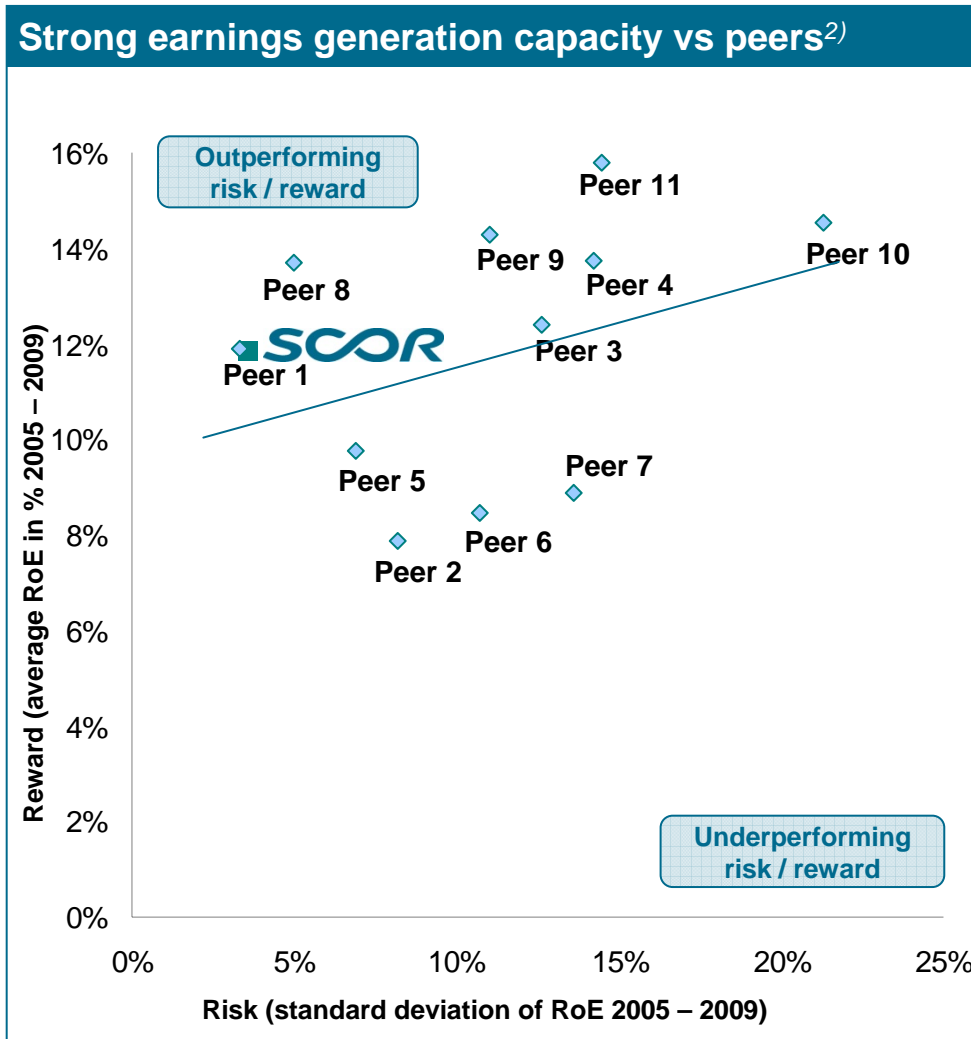 Strong earnings generation capacity vs peers2)
Outperforming
risk / reward
16%
14%
12%
10%
8%
6%
4%
2%
0%
Reward (average RoE in % 2005 – 2009)
Peer 11
Peer 9
Peer 10
Peer 4
Peer 8
SCOR
Peer 3
Peer 1
Peer 5
Peer 7
Peer 6
Peer 2
Underperforming
risk / reward
0%
5%
10%
15%
20%
25%
Risk (standard deviation of RoE 2005 – 2009)